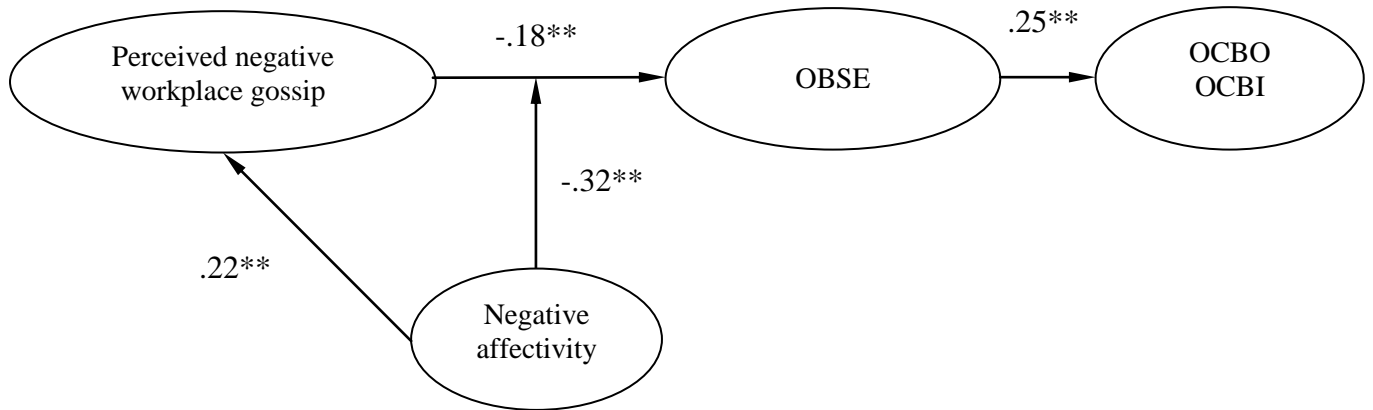 -.18**
.25**
Perceived negative
workplace gossip
OBSE
OCBO
OCBI
-.32**
.22**
Negative
affectivity